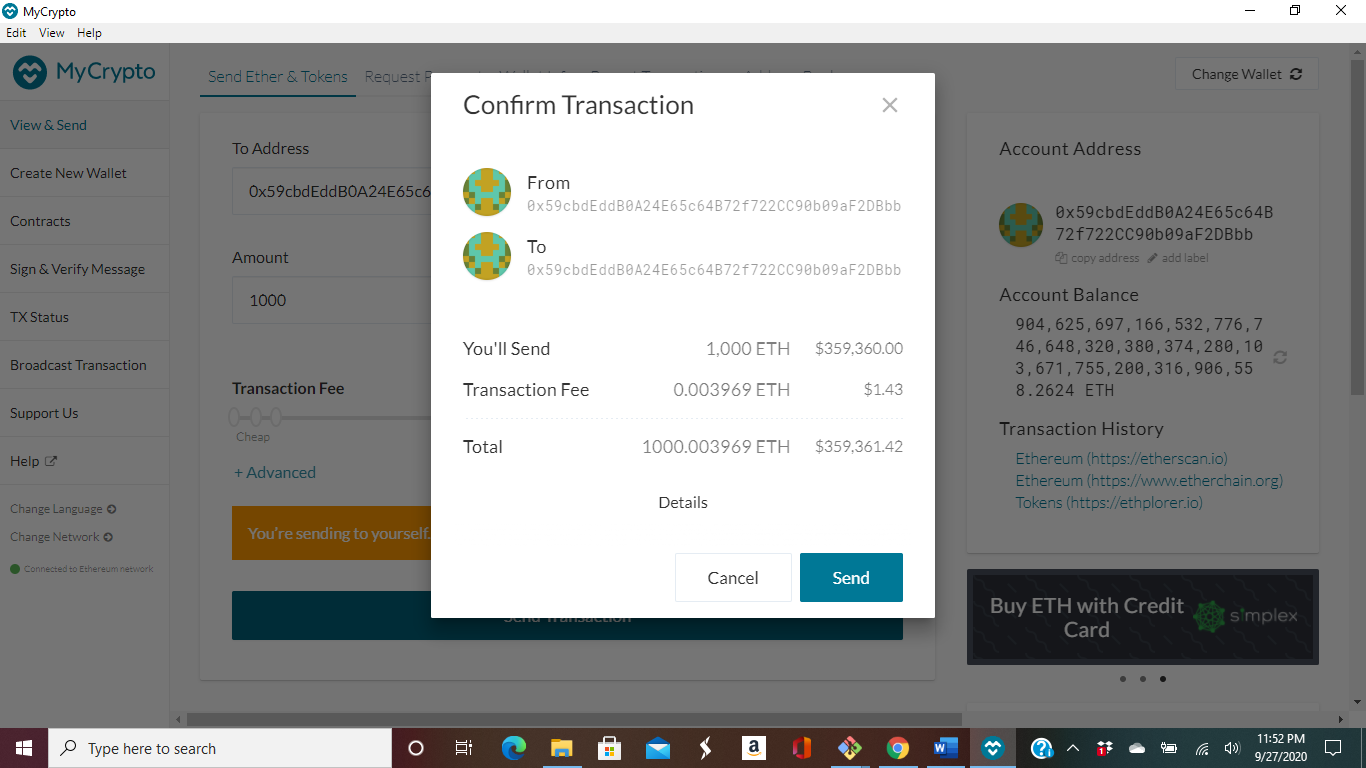 MyCrypto
Edit View Help
MyCrypto
View & Send
Create New Wallet
Contracts
Sign & Verify Message
TX Status
Broadcast Transaction
Support Us
Help
Change Language
Change Network
Connected to Ethereum network
Send Ether & Tokens Request
Change Wallet
To Address
0x59cbdEddB0A24E65c6
Amount
1000
Transaction Fee
Cheap
+ Advanced
You're sending to yourself.
Send Transaction
Confirm Transaction
From
0x59cbdEddB0A24E65c64B72f722CC90b09aF2DBbb
To
0x59cbdEddB0A24E65c64B72f722CC90b09aF2DBbb
You'll Send 1,000 ETH $359,360.00
Transaction Fee 0.003969 ETH $1.43
Total 1000.003969 ETH $359,361.42
Details
Cancel Send
Account Address
0x59cbdEddB0A24E65c64B
72f722CC90b09aF2DBbb
copy address add label
Account Balance
904,625,697,166,532,776,7
46,648,320,380,374,280,10
3,671,755,200,316,906,55
8.2624 ETH
Transaction History
Ethereum (https://etherscan.io)
Ethereum (https://www.etherchain.org)
Tokens (https://ethplorer.io)
Buy ETH with Credit
Card
simplex
Type here to search
11:52 PM
9/27/2020